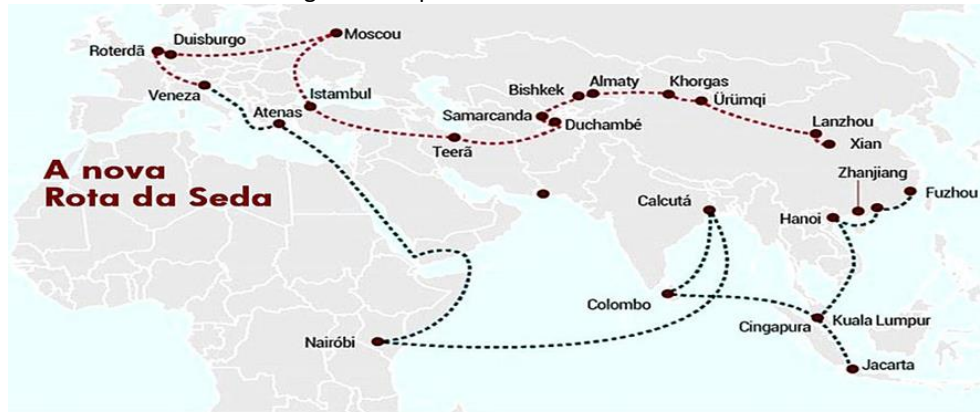 Roterdã
Duisburgo
Moscou
Veneza
Atenas
Istambul
Teerã
Samarcanda
Duchambé
Bishkek
Almaty
Khorgas
Ürümqi
Lanzhou
Xian
Zhanjiang
Fuzhou
A nova
Rota da Seda
Calcutá
Hanoi
Colombo
Cingapura
Kuala Lumpur
Nairóbi
Jacarta